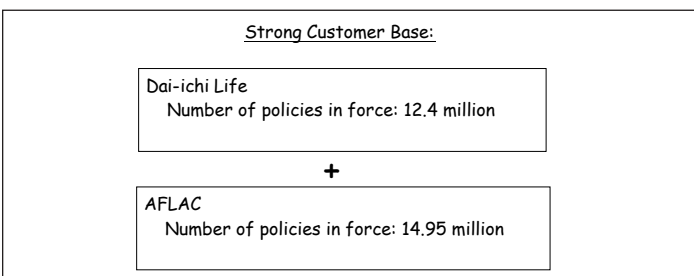 Strong Customer Base:
Dai-ichi Life
Number of policies in force: 12.4 million
+
AFLAC
Number of policies in force: 14.95 million